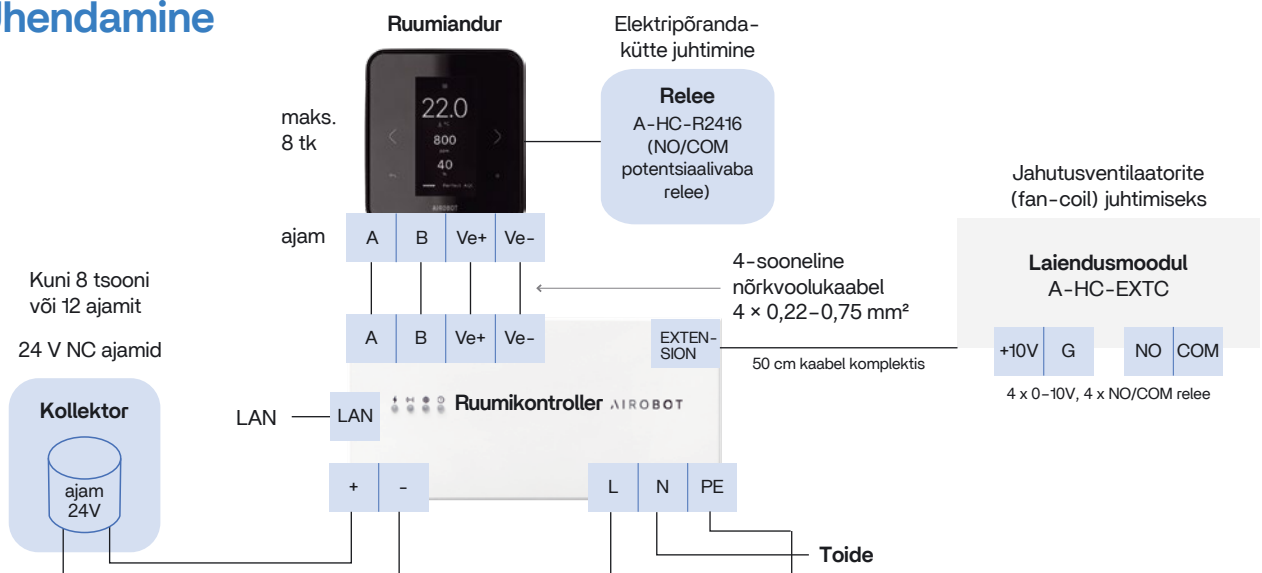 Ühendamine
Ruumiandur
Elektripõranda-
kütte juhtimine
maks.
8 tk
22.0
800
40
AIROBOT
Relee
A-HC-R2416
(NO/COM
potentsiaalivaba
relee)
Jahutusventilaatorite
(fan-coil) juhtimiseks
ajam
A B Ve+ Ve-
4-sooneline
nõrkvoolukaabel
4 × 0,22–0,75 mm²
Laiendusmoodul
A-HC-EXTC
Kuni 8 tsooni
või 12 ajamit
24 V NC ajamid
A B Ve+ Ve-
EXTEN-
SION
50 cm kaabel komplektis
+10V G NO COM
4 x 0-10V, 4 x NO/COM relee
Kollektor
ajam
24V
LAN
LAN
Ruumikontroller AIROBOT
+ -
L N PE
Toide